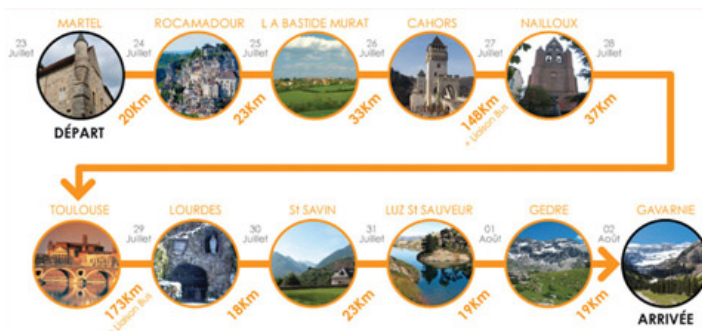 MARTEL
ROCAMADOUR
L A BASTIDE MURAT
CAHORS
NAILLOUX
23 Juillet
24 Juillet
25 Juillet
26 Juillet
27 Juillet
28 Juillet
20Km
23Km
33Km
148Km
+ Liaison Bus
37Km
DÉPART
TOULOUSE
LOURDES
St SAVIN
LUZ St SAUVEUR
GEDRE
GAVARNIE
29 Juillet
30 Juillet
31 Juillet
01 Août
02 Août
173Km
+ Liaison Bus
18Km
23Km
19Km
19Km
ARRIVÉE